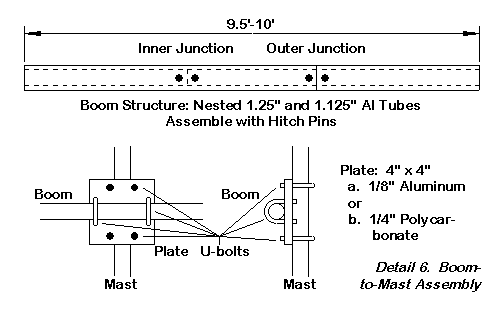 9.5'-10'
Inner Junction Outer Junction
Boom Structure: Nested 1.25" and 1.125" Al Tubes
Assemble with Hitch Pins
Boom
Boom
Plate U-bolts
Mast
Mast
Plate: 4" x 4"
a. 1/8" Aluminum
or
b. 1/4" Polycar-
bonate
Detail 6. Boom-
to-Mast Assembly